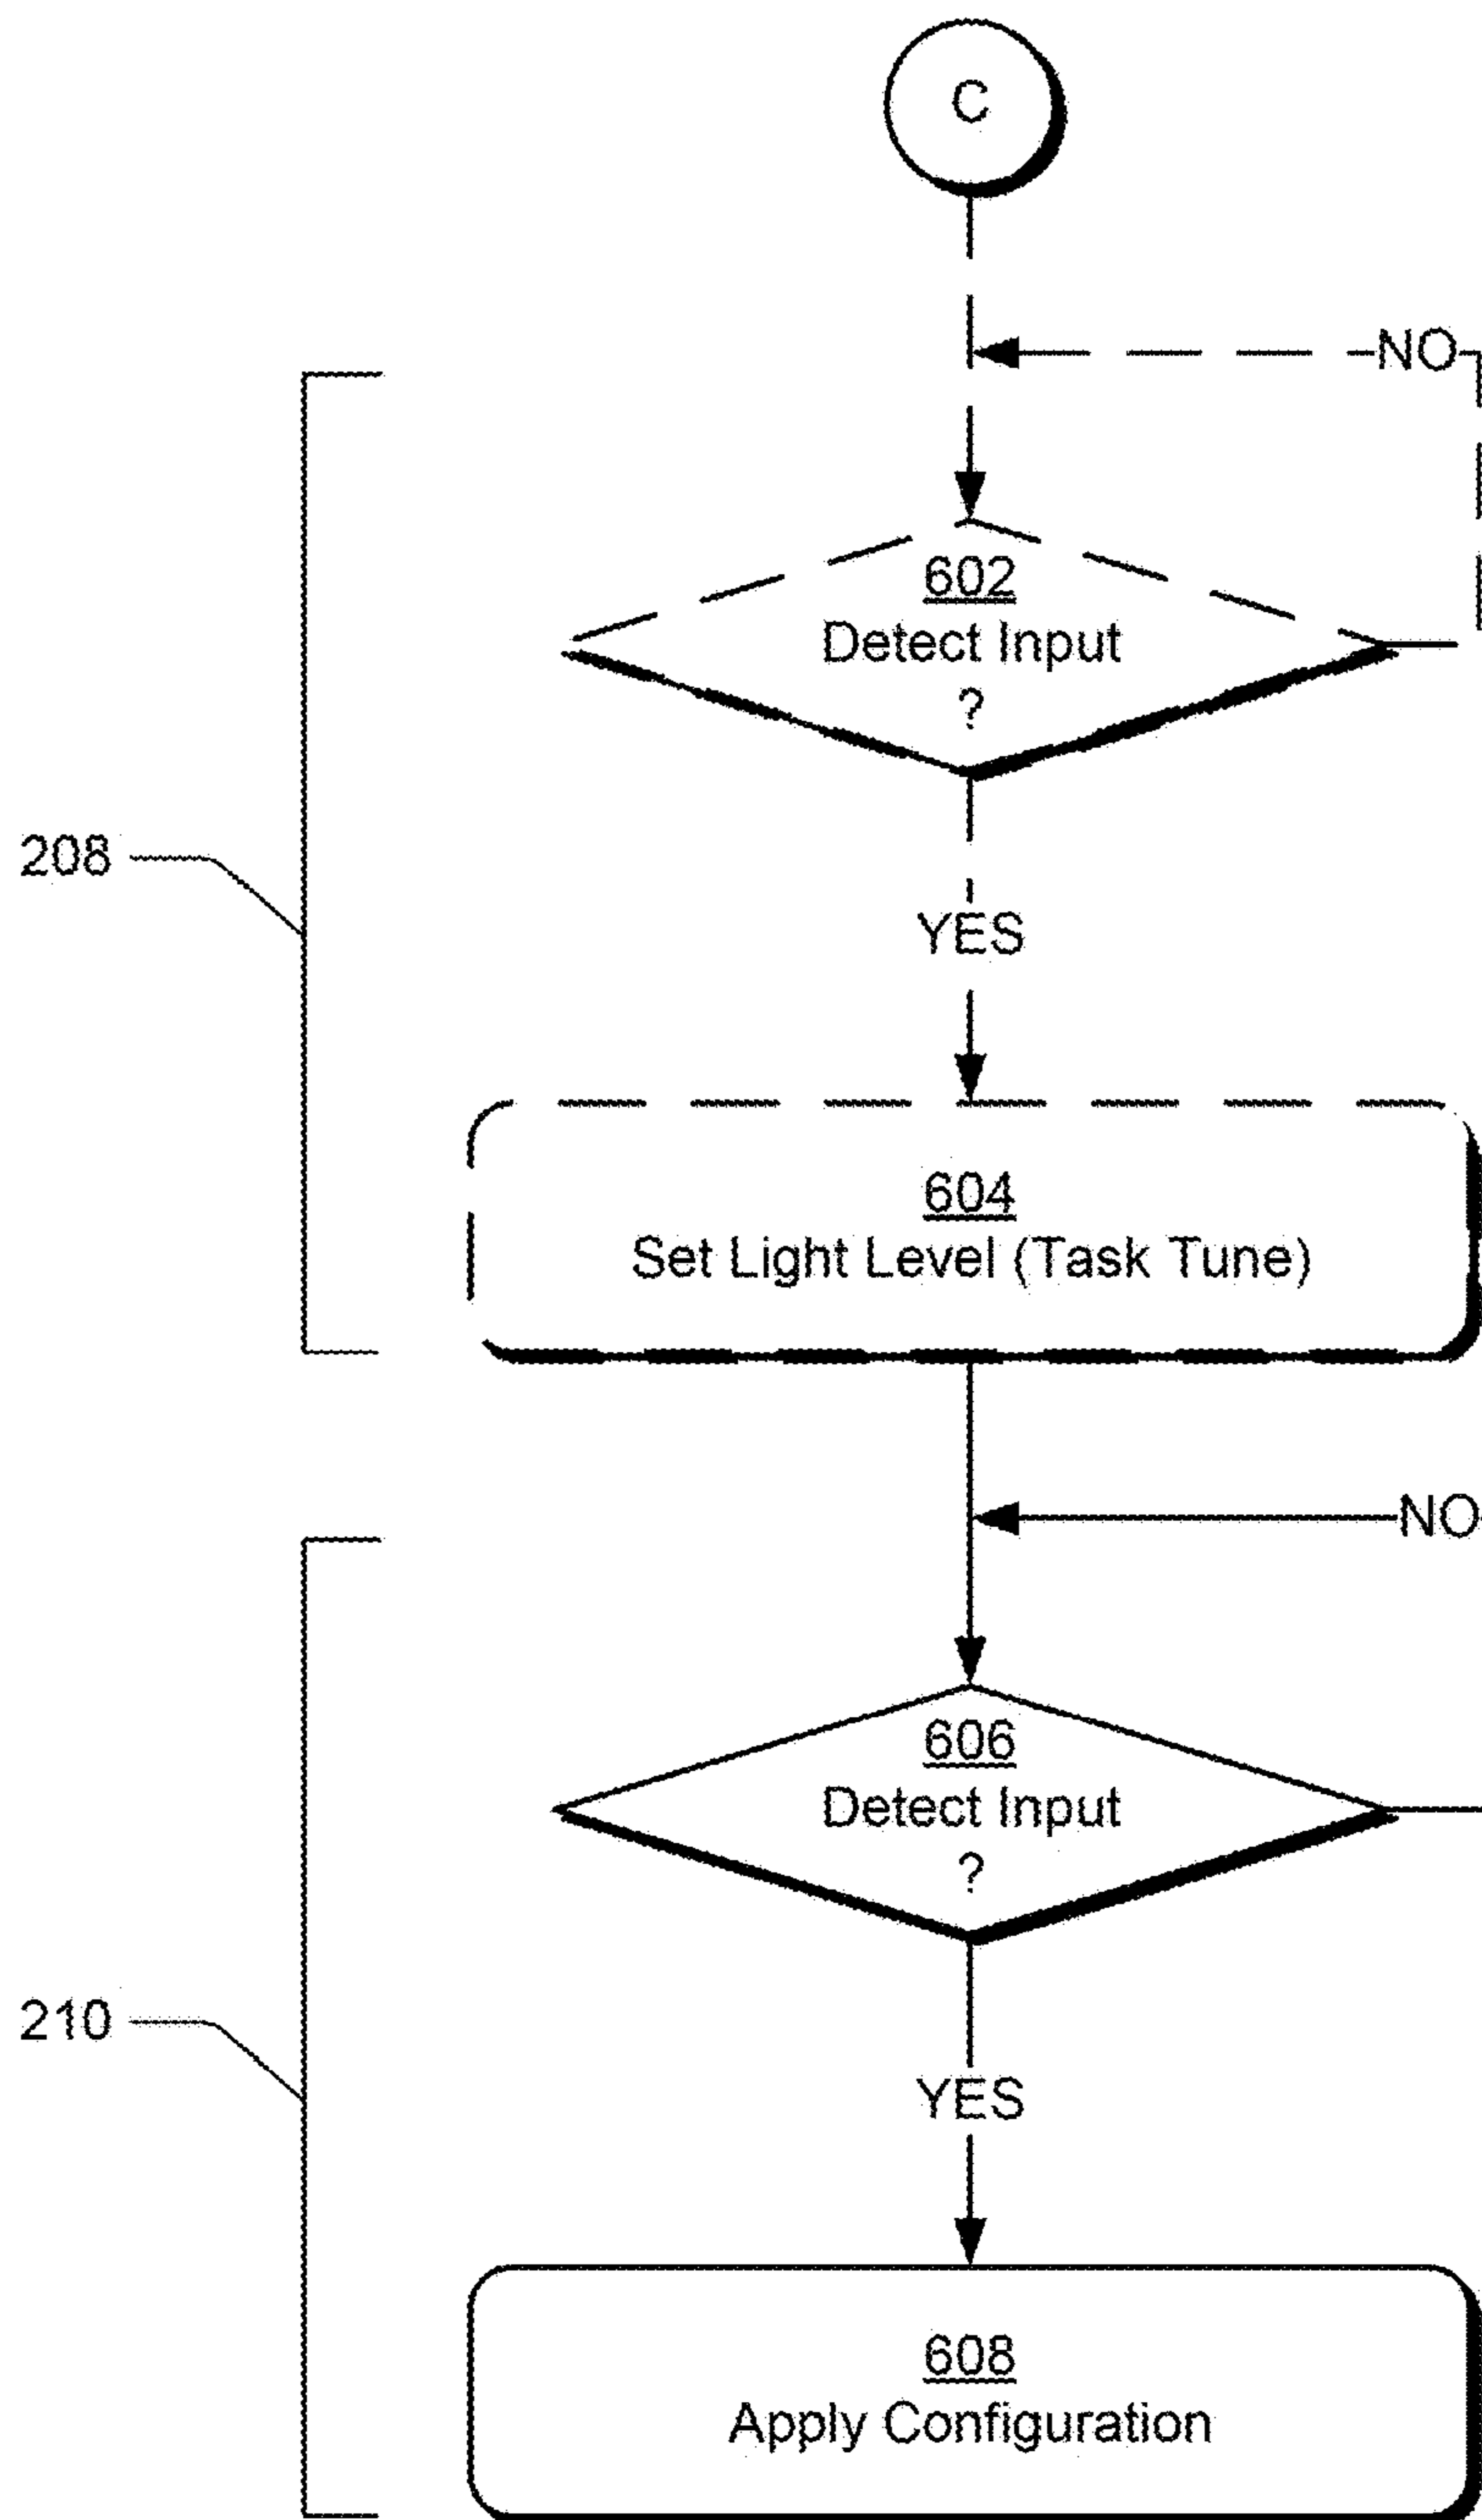 C
NO
602
Detect Input
?
208
YES
604
Set Light Level (Task Tune)
NO
606
Detect Input
?
210
YES
608
Apply Configuration